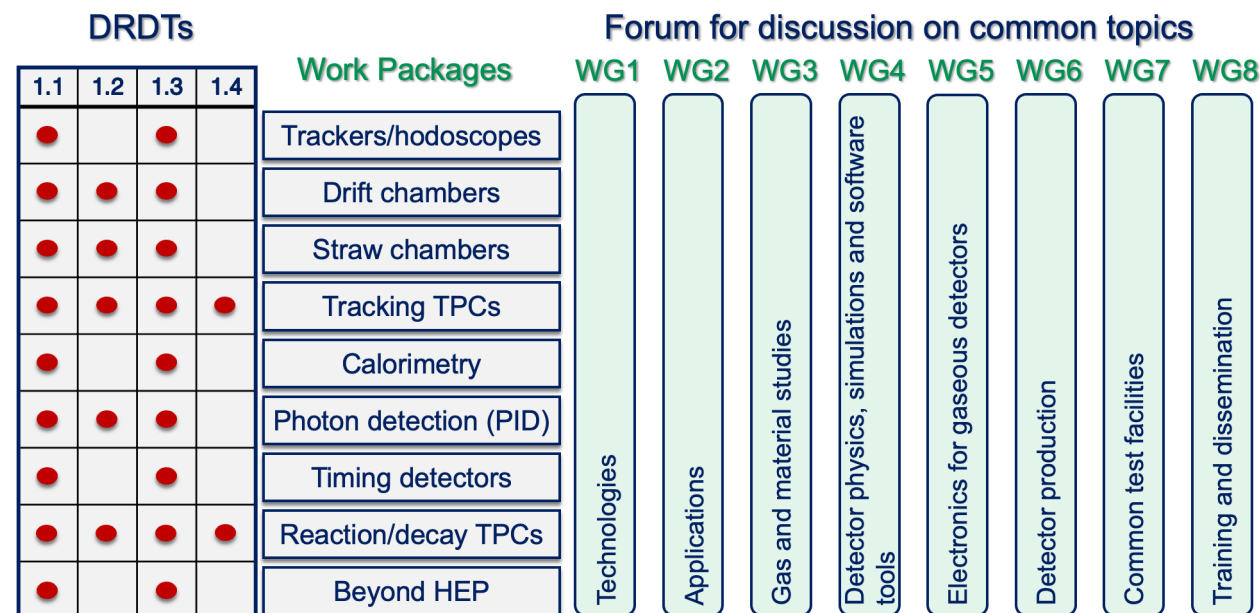 DRDTs
Forum for discussion on common topics
1.1 1.2 1.3 1.4
Work Packages
WG1 WG2 WG3 WG4 WG5 WG6 WG7 WG8
Trackers/hodoscopes
Drift chambers
Straw chambers
Tracking TPCs
Calorimetry
Photon detection (PID)
Timing detectors
Reaction/decay TPCs
Beyond HEP
Technologies
Applications
Gas and material studies
Detector physics, simulations and software
tools
Electronics for gaseous detectors
Detector production
Common test facilities
Training and dissemination